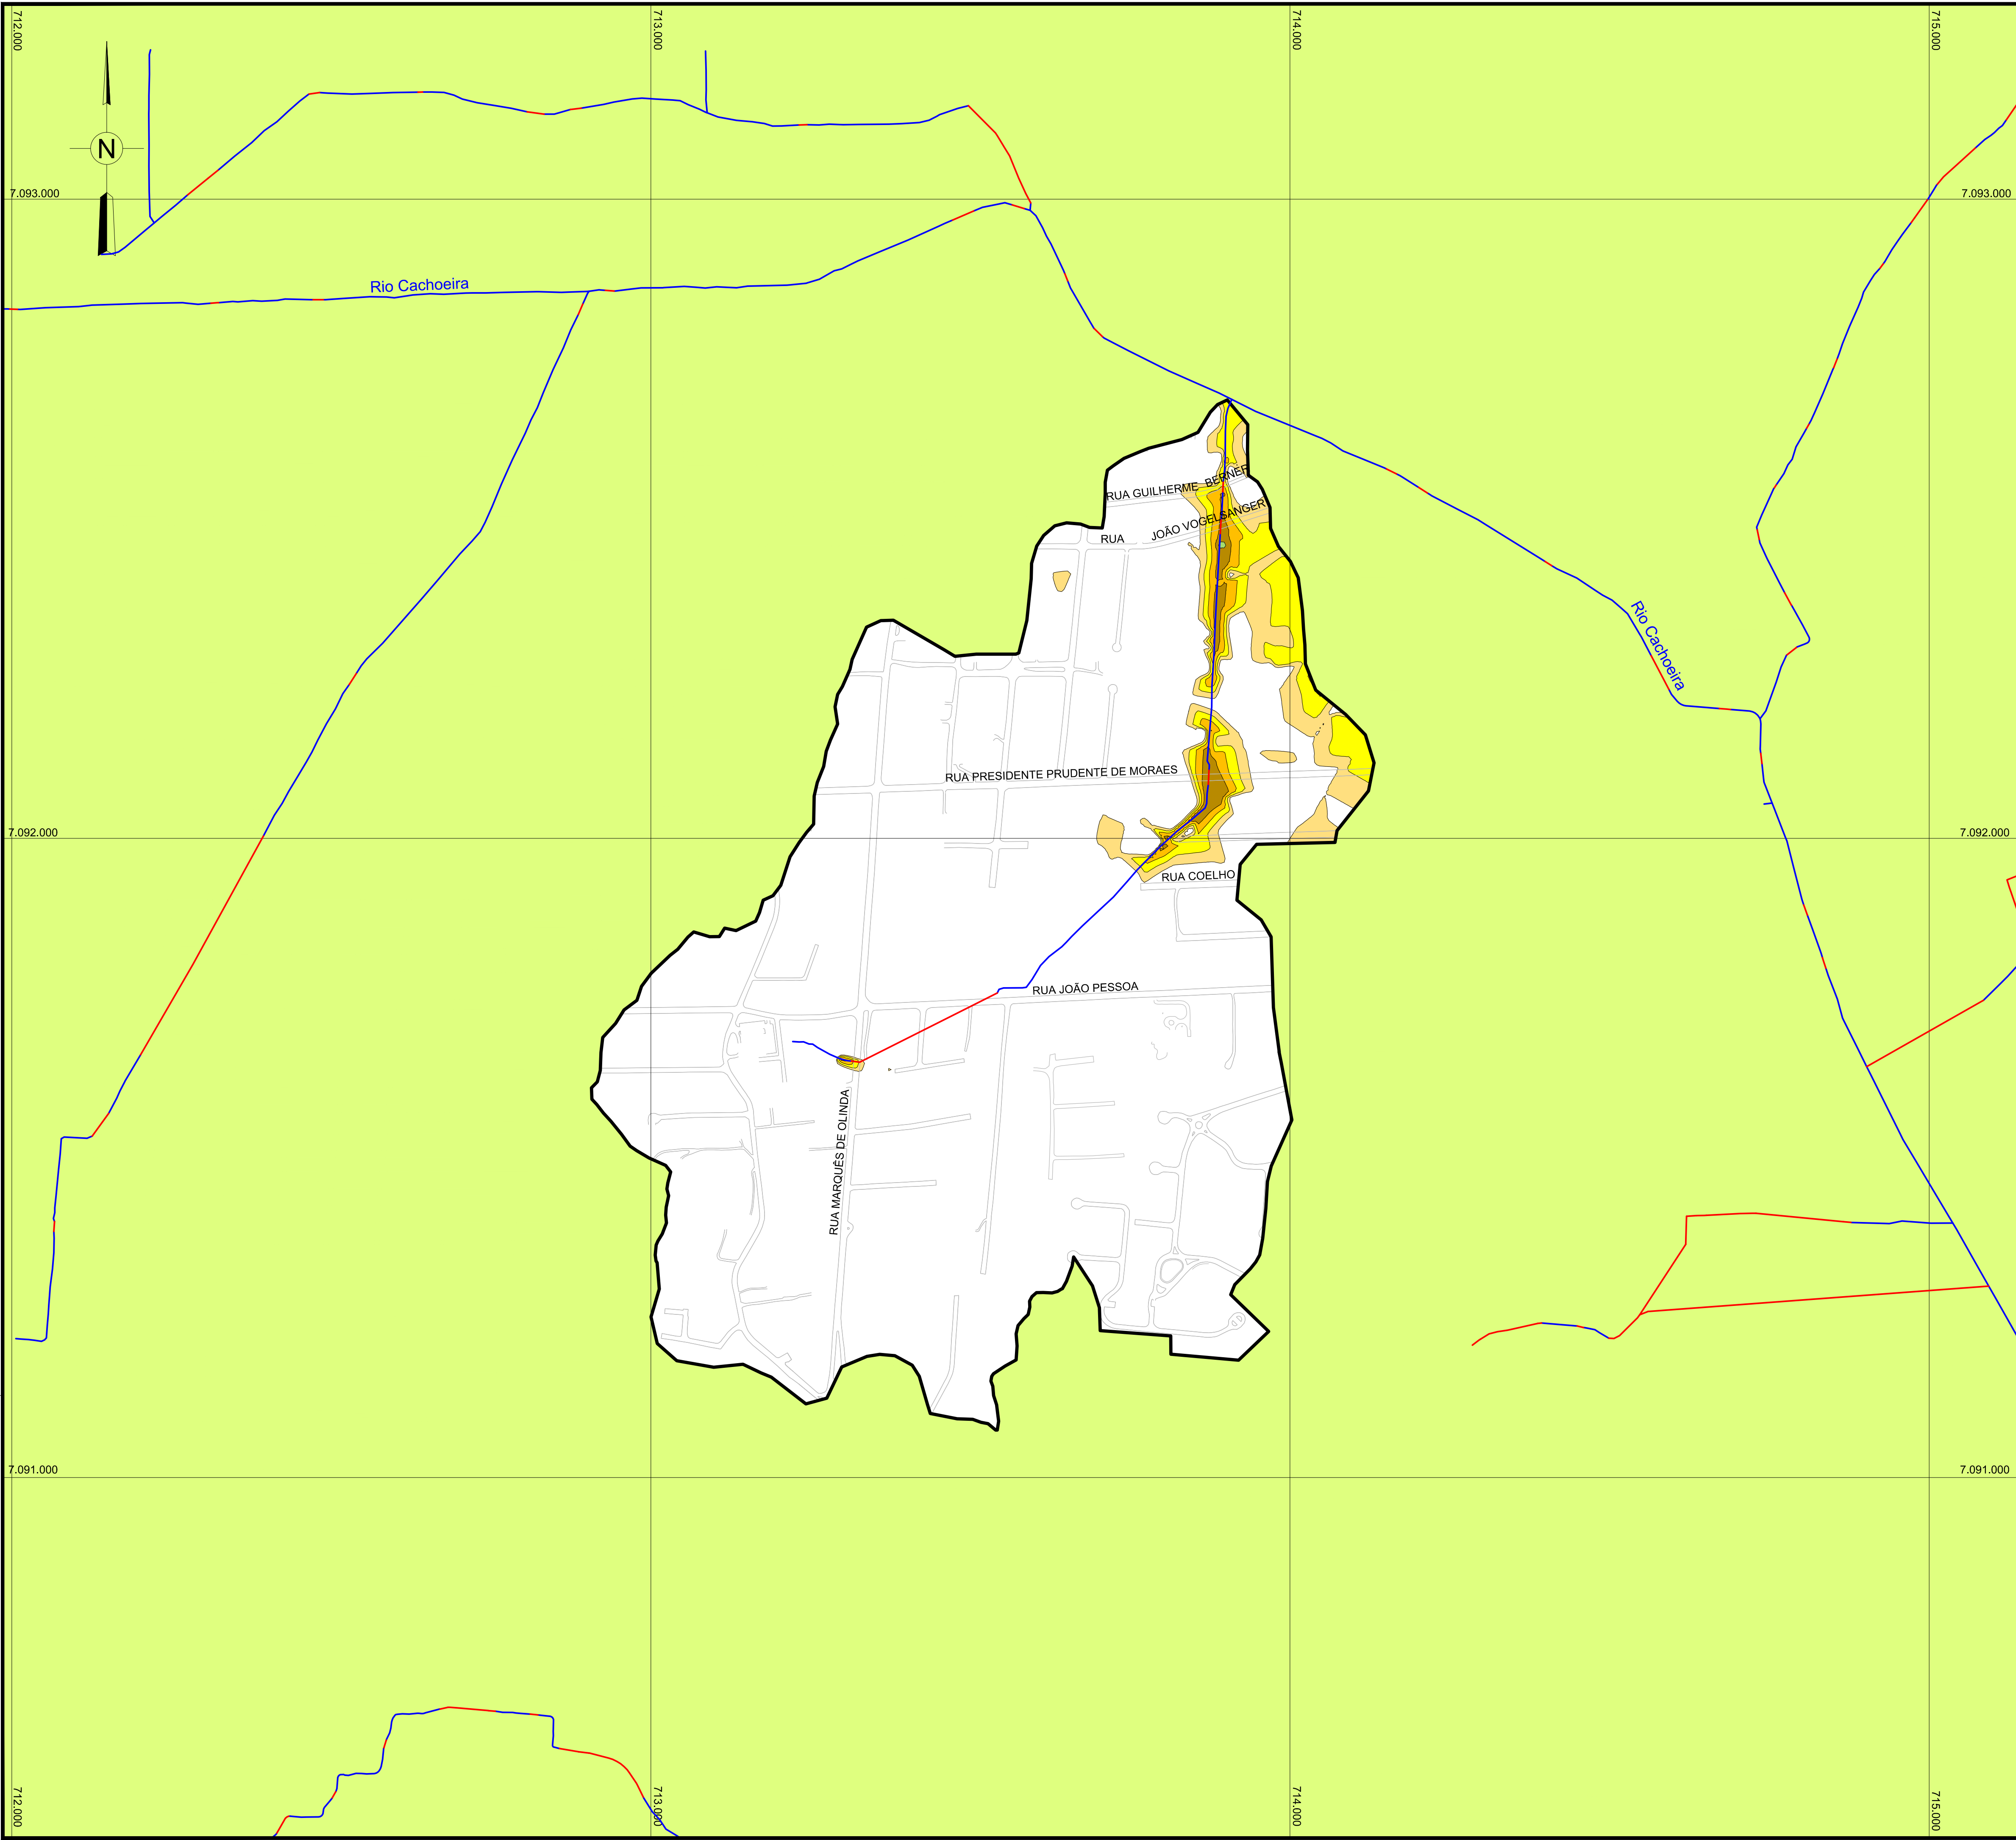 712.000
713.000
714.000
715.000
N
7.093.000
7.093.000
Rio Cachoeira
RUA GUILHERME BERNER
JOÃO VOGELSANGER
RUA
Rio Cachoeira
RUA PRESIDENTE PRUDENTE DE MORAES
7.092.000
7.092.000
RUA COELHO
RUA JOÃO PESSOA
RUA MARQUÊS DE OLINDA
7.091.000
7.091.000
712.000
713.000
714.000
715.000